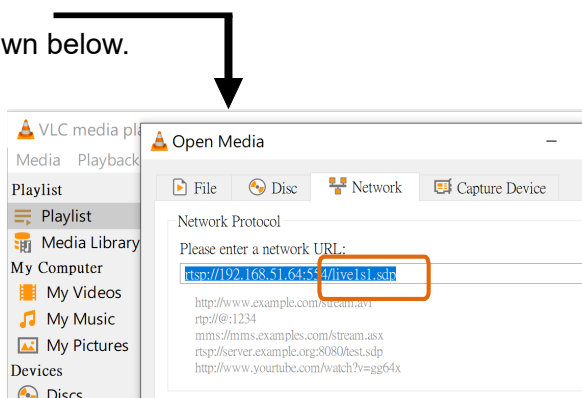 wn below.
VLC media pla
Open Media
Media Playback
File Disc Network Capture Device
Playlist
Network Protocol
Playlist
Please enter a network URL:
Media Library
rtsp://192.168.51.64:554/live1s1.sdp
My Computer
http://www.example.com/stream.avi
My Videos
rtp://@:1234
My Music
mms://mms.examples.com/stream.asx
My Pictures
rtsp://server.example.org:8080/test.sdp
Devices
http://www.yourtube.com/watch?v=gg64x
Discs